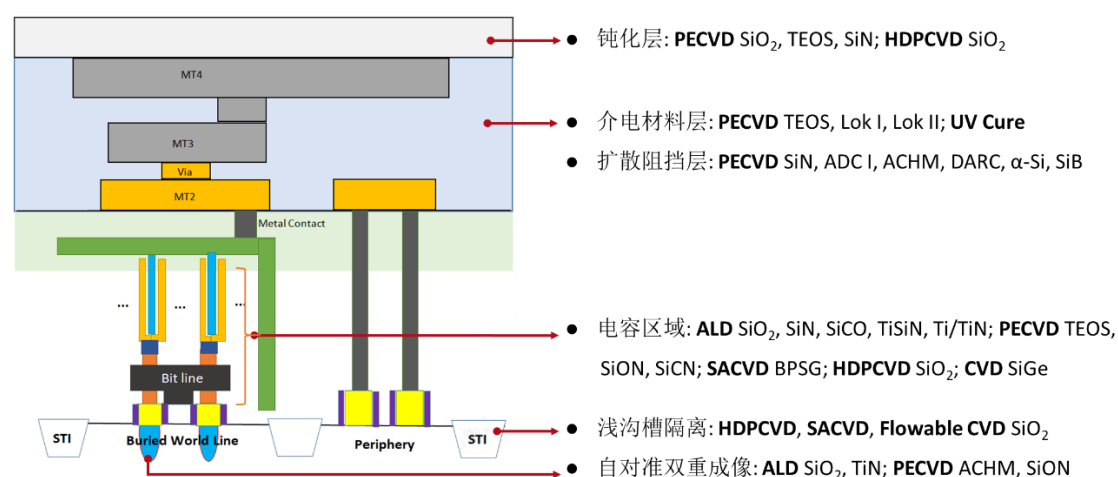 ● 钝化层: PECVD SiO₂, TEOS, SiN; HDPCVD SiO₂
MT4
● 介电材料层: PECVD TEOS, Lok I, Lok II; UV Cure
MT3
● 扩散阻挡层: PECVD SiN, ADC I, ACHM, DARC, α-Si, SiB
Via
MT2
Metal Contact
... ... ...
● 电容区域: ALD SiO₂, SiN, SiCO, TiSiN, Ti/TiN; PECVD TEOS,
SiON, SiCN; SACVD BPSG; HDPCVD SiO₂; CVD SiGe
Bit line
● 浅沟槽隔离: HDPCVD, SACVD, Flowable CVD SiO₂
STI Buried World Line Periphery STI
● 自对准双重成像: ALD SiO₂, TiN; PECVD ACHM, SiON